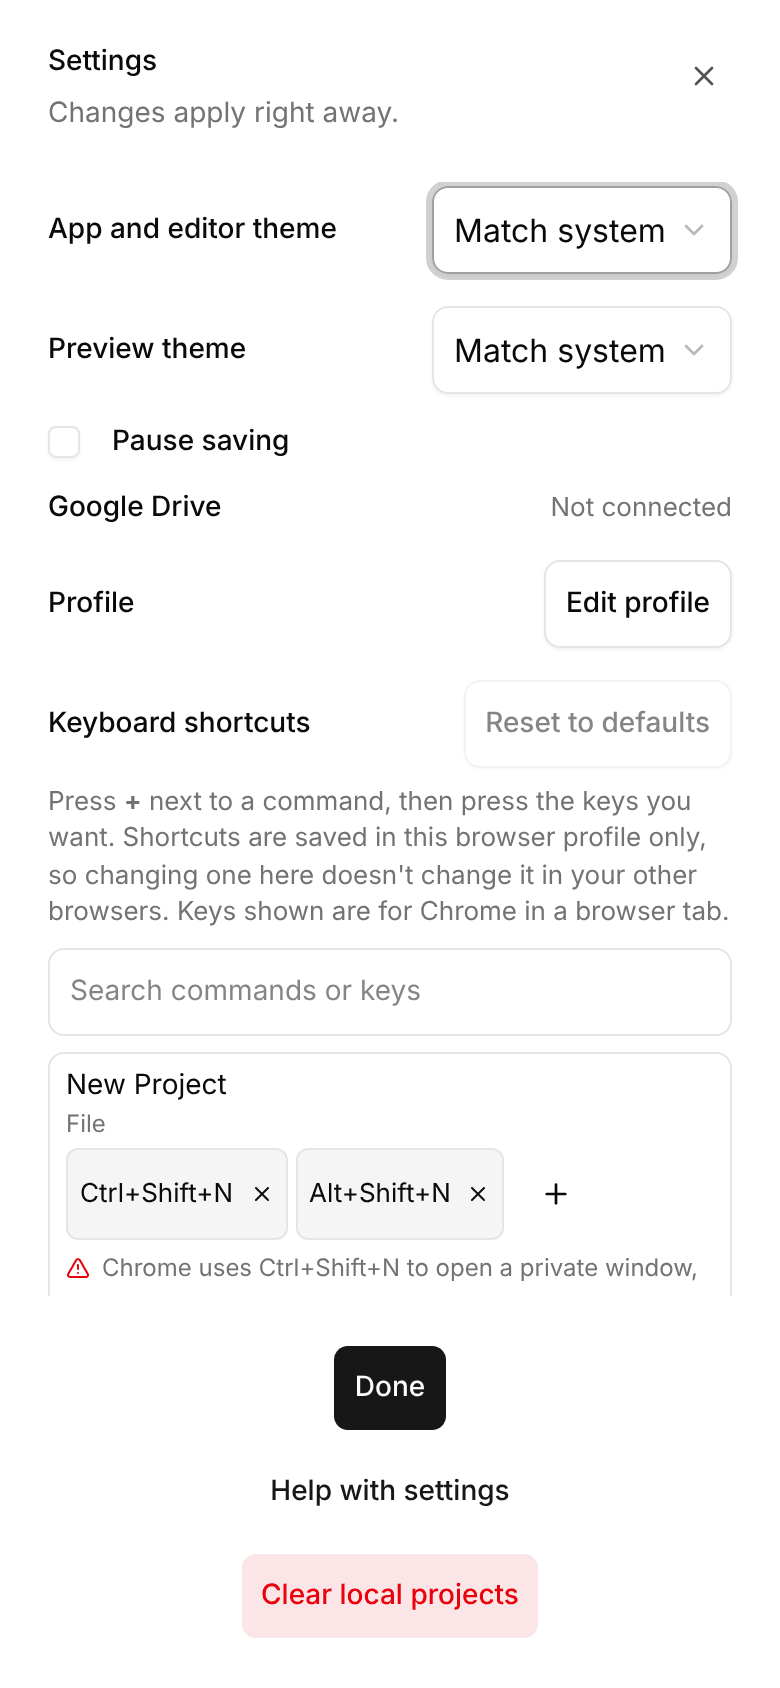 Settings
Changes apply right away.
App and editor theme
Match system
Preview theme
Match system
Pause saving
Google Drive
Not connected
Profile
Edit profile
Keyboard shortcuts
Reset to defaults
Press + next to a command, then press the keys you
want. Shortcuts are saved in this browser profile only,
so changing one here doesn't change it in your other
browsers. Keys shown are for Chrome in a browser tab.
Search commands or keys
New Project
File
Ctrl+Shift+N
Alt+Shift+N
Chrome uses Ctrl+Shift+N to open a private window,
Done
Help with settings
Clear local projects